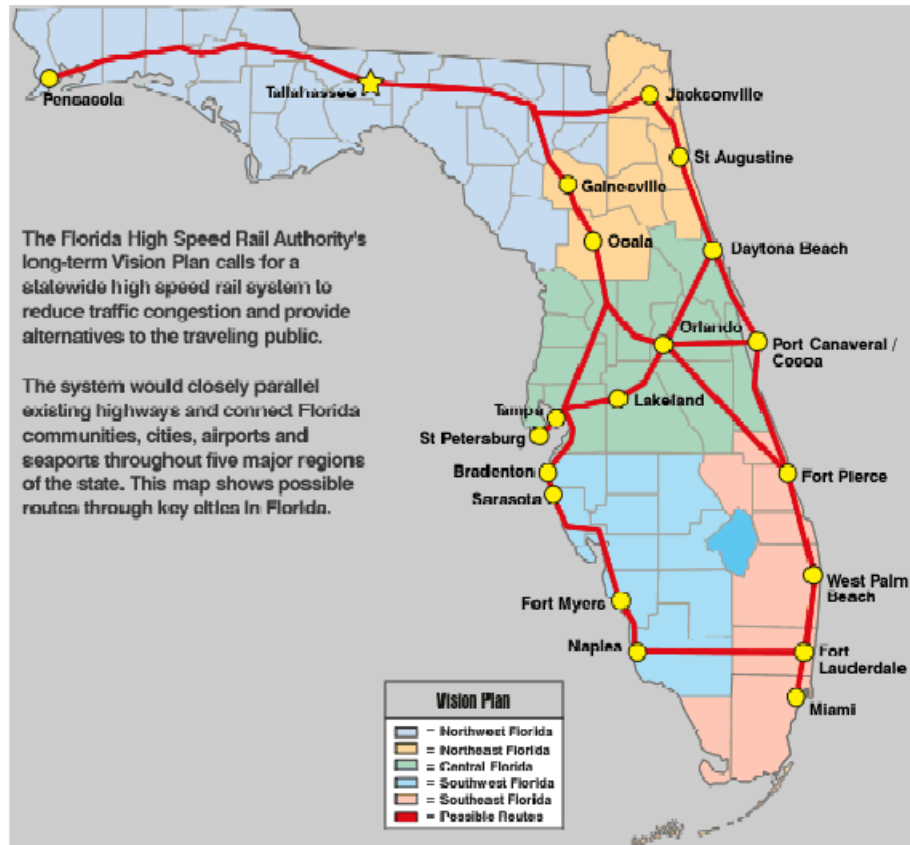 Pensacola
Tallahassee
Jacksonville
St Augustine
Gainesville
Ocala
Daytona Beach
The Florida High Speed Rail Authority's
long-term Vision Plan calls for a
statewide high speed rail system to
reduce traffic congestion and provide
alternatives to the traveling public.
The system would closely parallel
existing highways and connect Florida
communities, cities, airports and
seaports throughout five major regions
of the state. This map shows possible
routes through key cities in Florida.
Orlando
Port Canaveral /
Cocoa
Lakeland
Tampa
St Petersburg
Bradenton
Sarasota
Fort Pierce
West Palm
Beach
Fort Myers
Naples
Fort
Lauderdale
Miami
Vision Plan
= Northwest Florida
= Northeast Florida
= Central Florida
= Southwest Florida
= Southeast Florida
= Possible Routes